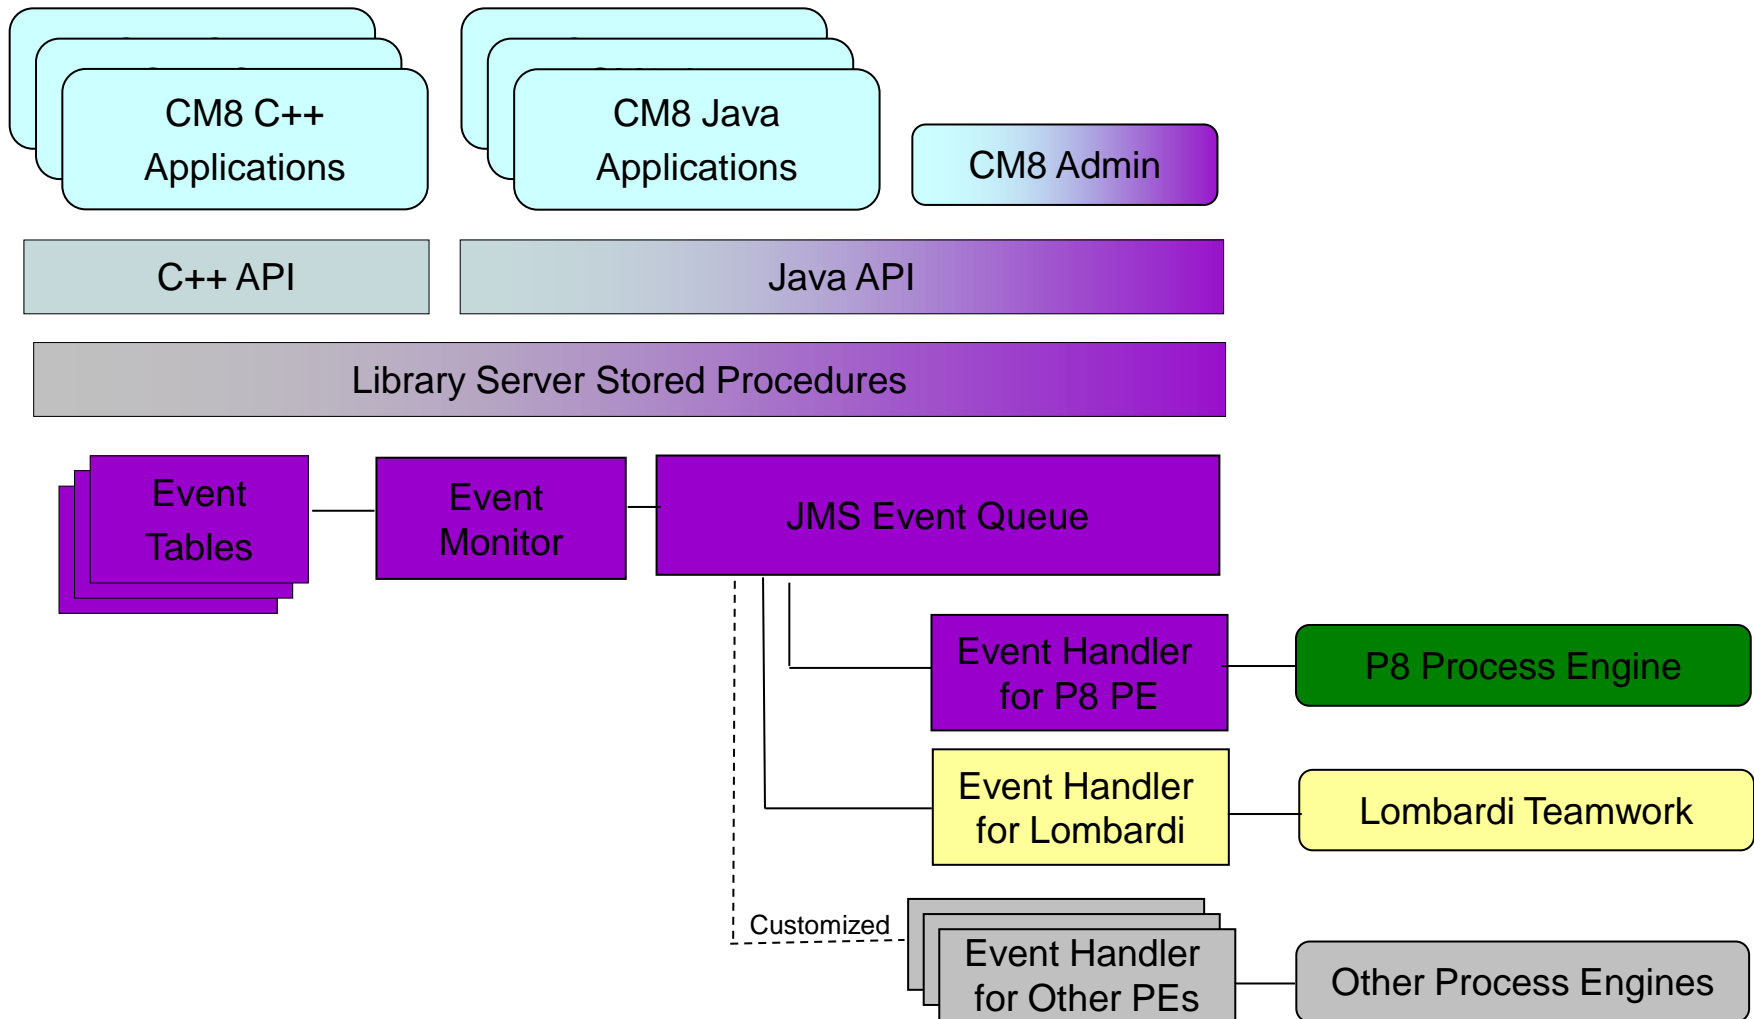 CM8 C++
Applications
CM8 Java
Applications
CM8 Admin
C++ API
Java API
Library Server Stored Procedures
Event
Tables
Event
Monitor
JMS Event Queue
Event Handler
for P8 PE
P8 Process Engine
Event Handler
for Lombardi
Lombardi Teamwork
Customized
Event Handler
for Other PEs
Other Process Engines